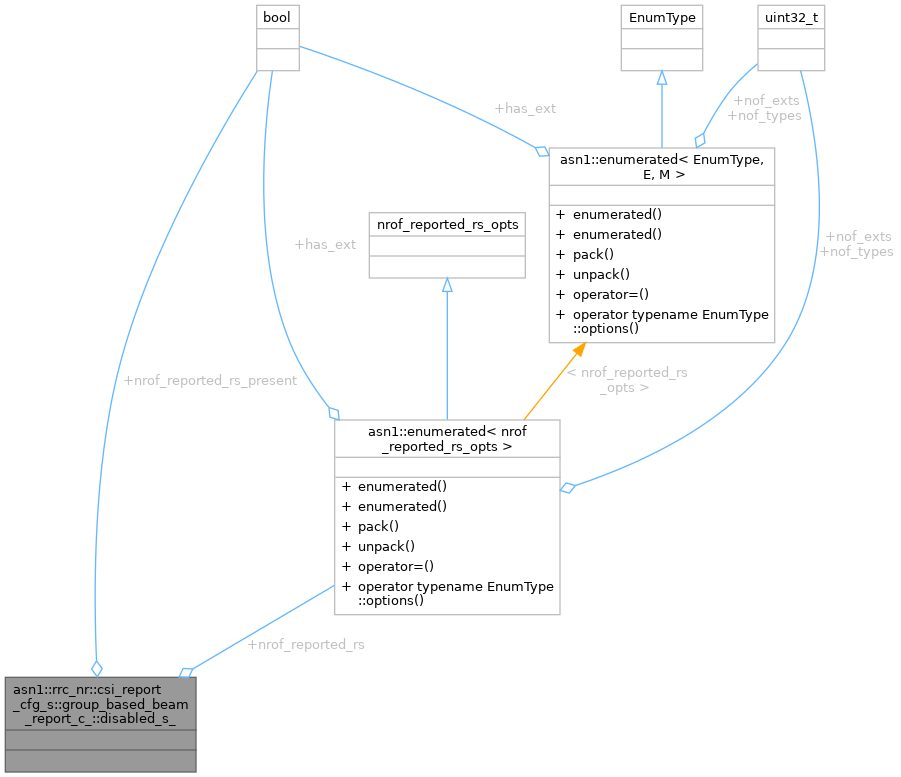 bool
EnumType
uint32_t
+has_ext
+nof_exts
+nof_types
asn1::enumerated< EnumType,
E, M >
+ enumerated()
+ enumerated()
+ pack()
+ unpack()
+ operator=()
+ operator typename EnumType
::options()
nrof_reported_rs_opts
+has_ext
+nof_exts
+nof_types
+nrof_reported_rs_present
< nrof_reported_rs
_opts >
asn1::enumerated< nrof
_reported_rs_opts >
+ enumerated()
+ enumerated()
+ pack()
+ unpack()
+ operator=()
+ operator typename EnumType
::options()
+nrof_reported_rs
asn1::rrc_nr::csi_report
_cfg_s::group_based_beam
_report_c_::disabled_s_